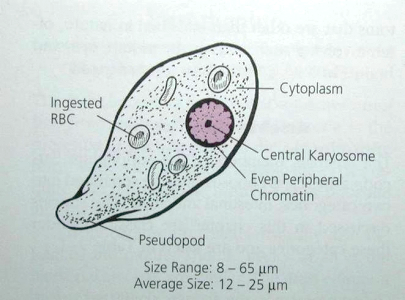 Cytoplasm
Ingested
RBC
Central Karyosome
Even Peripheral
Chromatin
Pseudopod
Size Range: 8 – 65 µm
Average Size: 12 – 25 µm